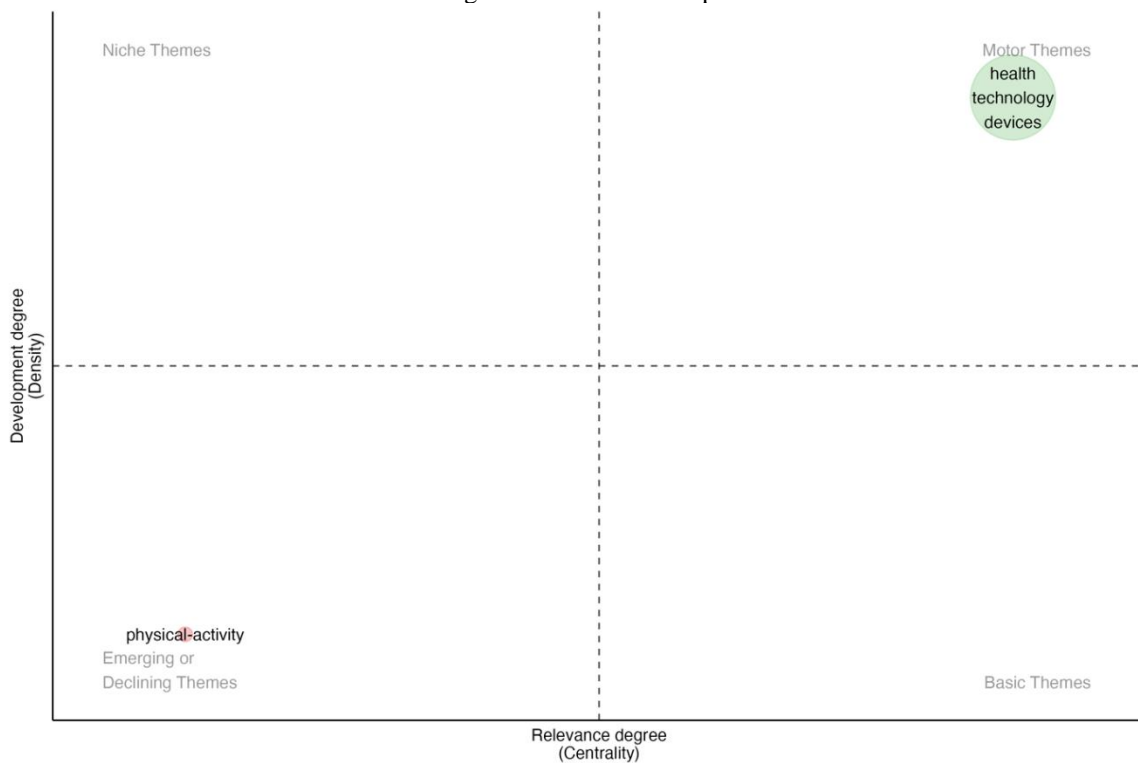 Niche Themes
Motor Themes
health
technology
devices
Development degree
(Density)
physical-activity
Emerging or
Declining Themes
Basic Themes
Relevance degree
(Centrality)